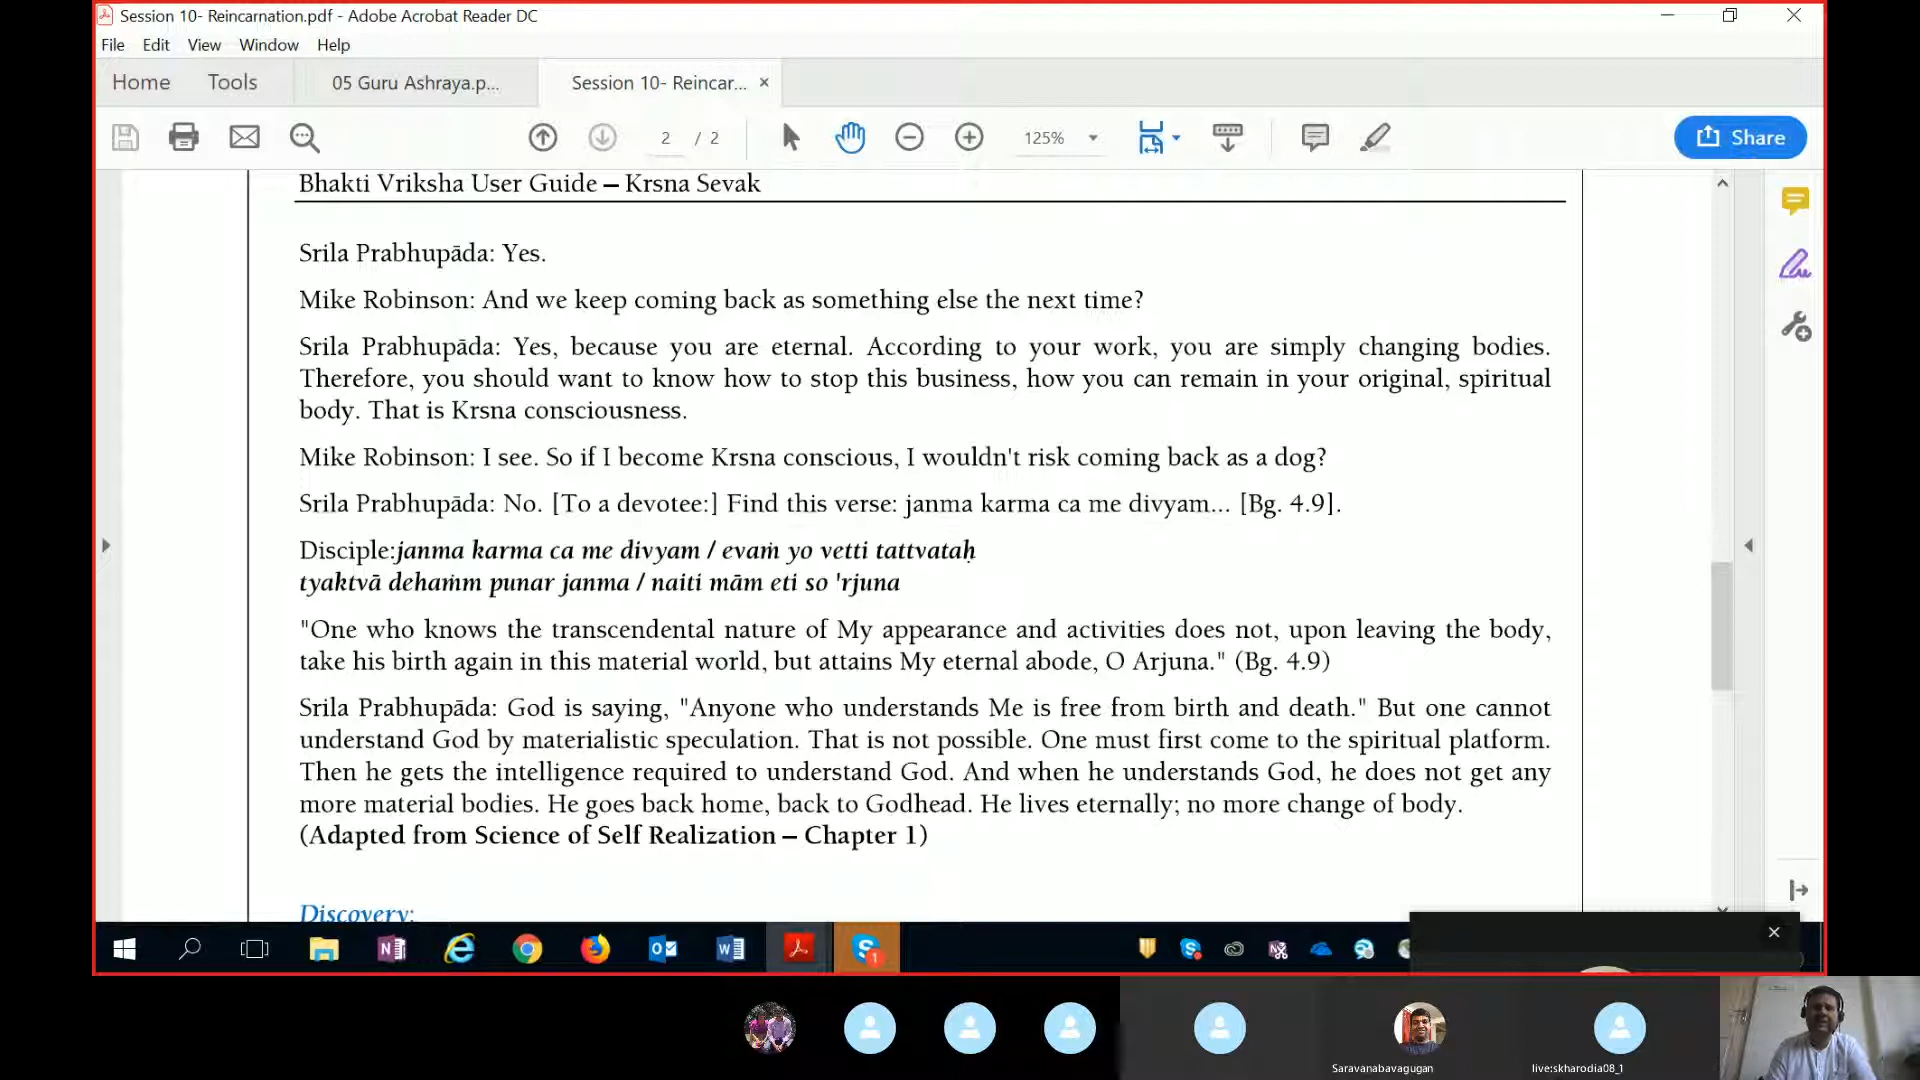 Session 10- Reincarnation.pdf - Adobe Acrobat Reader DC
File Edit View Window Help
Home Tools 05 Guru Ashraya.p... Session 10- Reincar... ×
2 / 2 125% Share
Bhakti Vriksha User Guide – Krsna Sevak
Srila Prabhupāda: Yes.
Mike Robinson: And we keep coming back as something else the next time?
Srila Prabhupāda: Yes, because you are eternal. According to your work, you are simply changing bodies.
Therefore, you should want to know how to stop this business, how you can remain in your original, spiritual
body. That is Krsna consciousness.
Mike Robinson: I see. So if I become Krsna conscious, I wouldn't risk coming back as a dog?
Srila Prabhupāda: No. [To a devotee:] Find this verse: janma karma ca me divyam... [Bg. 4.9].
Disciple:janma karma ca me divyam / evaṁ yo vetti tattvataḥ
tyaktvā dehaṁm punar janma / naiti mām eti so 'rjuna
"One who knows the transcendental nature of My appearance and activities does not, upon leaving the body,
take his birth again in this material world, but attains My eternal abode, O Arjuna." (Bg. 4.9)
Srila Prabhupāda: God is saying, "Anyone who understands Me is free from birth and death." But one cannot
understand God by materialistic speculation. That is not possible. One must first come to the spiritual platform.
Then he gets the intelligence required to understand God. And when he understands God, he does not get any
more material bodies. He goes back home, back to Godhead. He lives eternally; no more change of body.
(Adapted from Science of Self Realization – Chapter 1)
Discovery:
1
Saravanabavagugan live:skharodia08_1